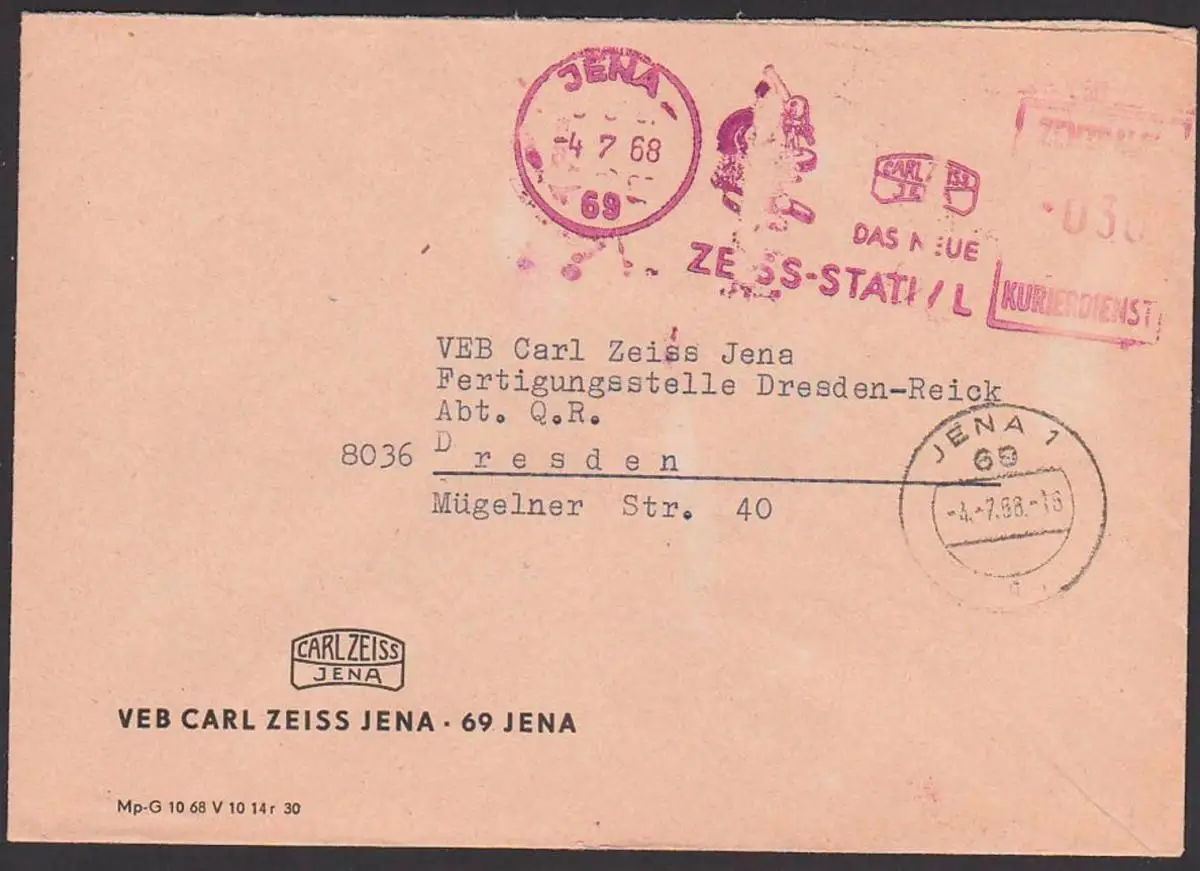 JENA
-4 7 68
69
CARL ZEISS
JENA
DAS NEUE
ZEISS-STATIV L
KURIERDIENST
VEB Carl Zeiss Jena
Fertigungsstelle Dresden-Reick
Abt. Q.R.
8036 Dresden
Mügelner Str. 40
JENA 1
69
-4.-7.68.-16
CARL ZEISS
JENA
VEB CARL ZEISS JENA · 69 JENA
Mp-G 10 68 V 10 14 r 30